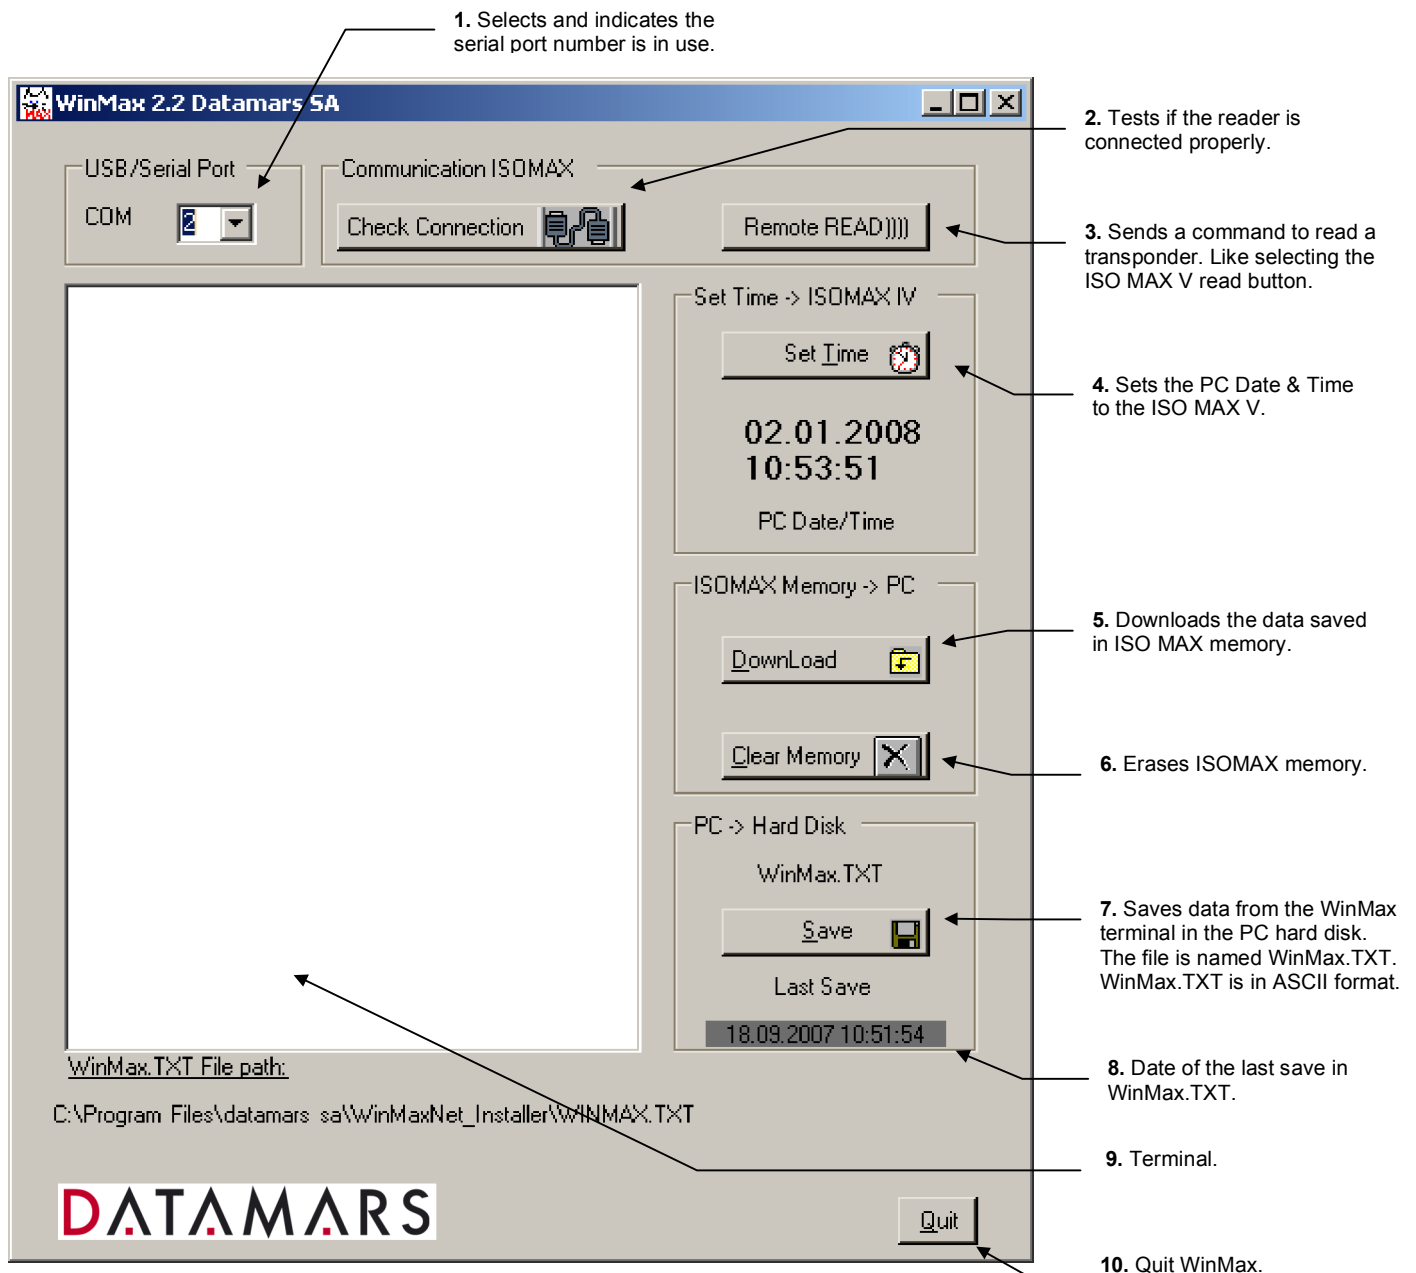 1. Selects and indicates the
serial port number is in use.
WinMax 2.2 Datamars SA
MAX
2. Tests if the reader is
connected properly.
USB/Serial Port
Communication ISOMAX
COM
2
Check Connection
Remote READ))))
3. Sends a command to read a
transponder. Like selecting the
ISO MAX V read button.
Set Time -> ISOMAX IV
Set Time
4. Sets the PC Date & Time
to the ISO MAX V.
02.01.2008
10:53:51
PC Date/Time
ISOMAX Memory -> PC
5. Downloads the data saved
in ISO MAX memory.
DownLoad
Clear Memory
6. Erases ISOMAX memory.
PC -> Hard Disk
WinMax.TXT
7. Saves data from the WinMax
terminal in the PC hard disk.
The file is named WinMax.TXT.
WinMax.TXT is in ASCII format.
Save
Last Save
18.09.2007 10:51:54
8. Date of the last save in
WinMax.TXT.
WinMax.TXT File path:
C:\Program Files\datamars sa\WinMaxNet_Installer\WINMAX.TXT
9. Terminal.
DATAMARS
Quit
10. Quit WinMax.